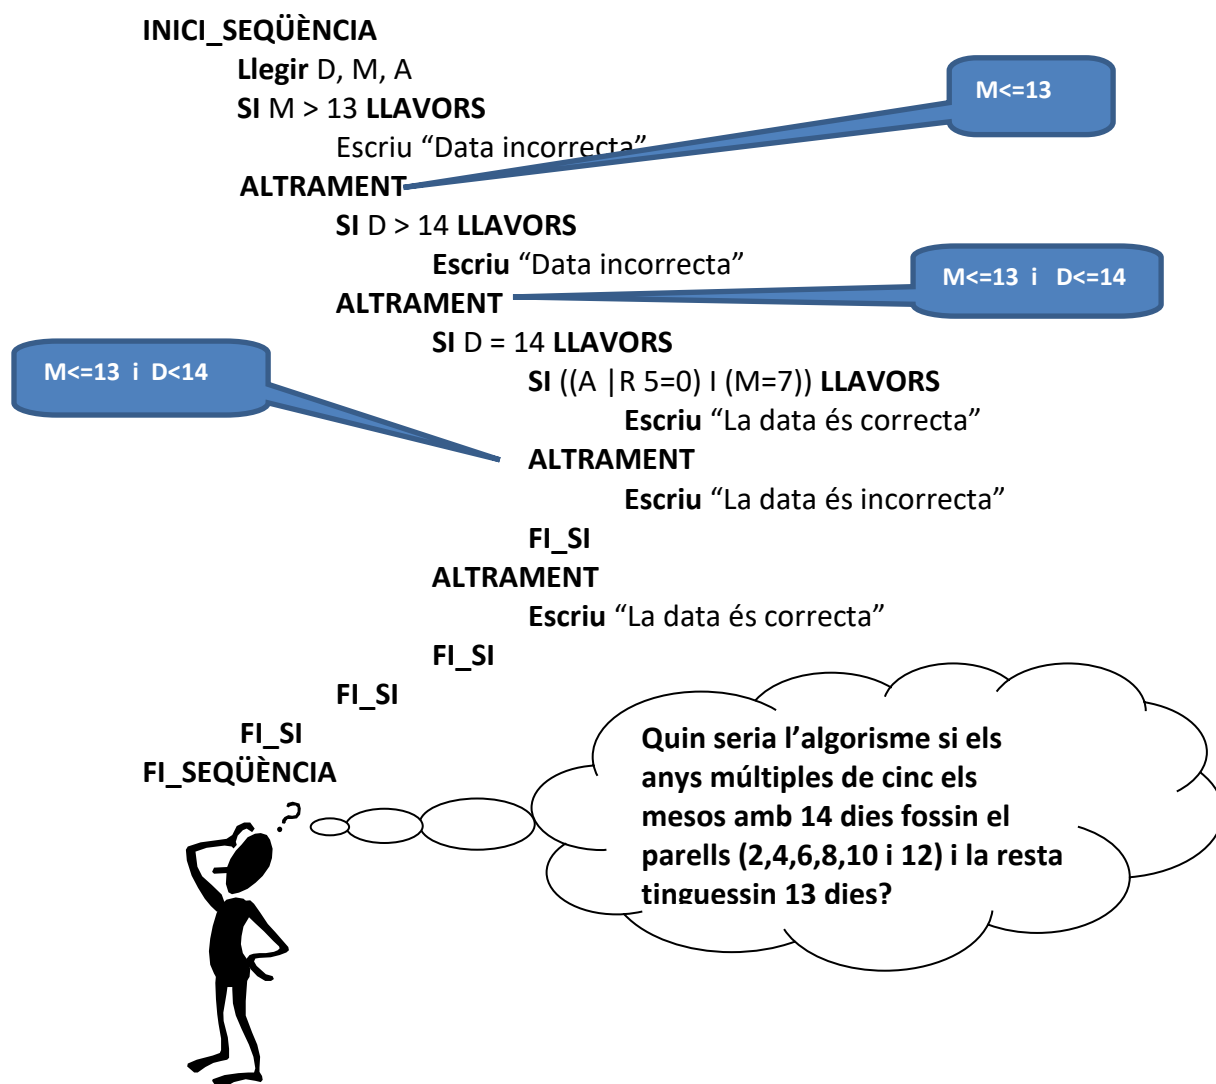 INICI_SEQÜÈNCIA
Llegir D, M, A
SI M > 13 LLAVORS
Escriu “Data incorrecta”
ALTRAMENT
SI D > 14 LLAVORS
Escriu “Data incorrecta”
ALTRAMENT
SI D = 14 LLAVORS
SI ((A |R 5=0) I (M=7)) LLAVORS
Escriu “La data és correcta”
ALTRAMENT
Escriu “La data és incorrecta”
FI_SI
ALTRAMENT
Escriu “La data és correcta”
FI_SI
FI_SI
FI_SI
FI_SEQÜÈNCIA
M<=13
M<=13 i D<=14
M<=13 i D<14
Quin seria l’algorisme si els
anys múltiples de cinc els
mesos amb 14 dies fossin el
parells (2,4,6,8,10 i 12) i la resta
tinguessin 13 dies?